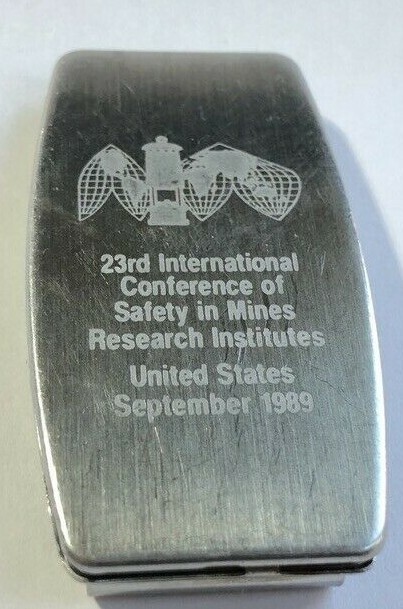 23rd International
Conference of
Safety in Mines
Research Institutes
United States
September 1989